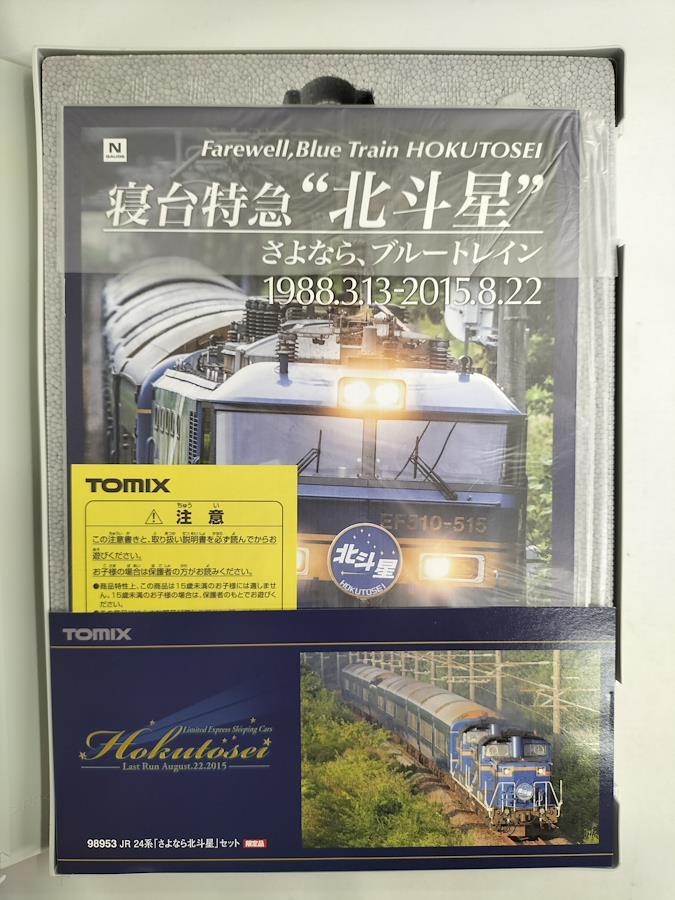 N
GAUGE
Farewell,Blue Train HOKUTOSEI
寝台特急“北斗星”
さよなら、ブルートレイン
1988.3.13-2015.8.22
EF510-515
北斗星
HOKUTOSEI
TOMIX
⚠注意
この注意書きと、取り扱い説明書を必ず読んでからお
遊びください。
お子様の場合は保護者の方がお読みください。
●商品特性上、この商品は15歳未満のお子様には適しませ
ん。15歳未満のお子様の場合は、保護者のもとでお遊びく
ださい。
TOMIX
Limited Express Sleeping Cars
Hokutosei
Last Run August.22.2015
98953 JR 24系「さよなら北斗星」セット 限定品